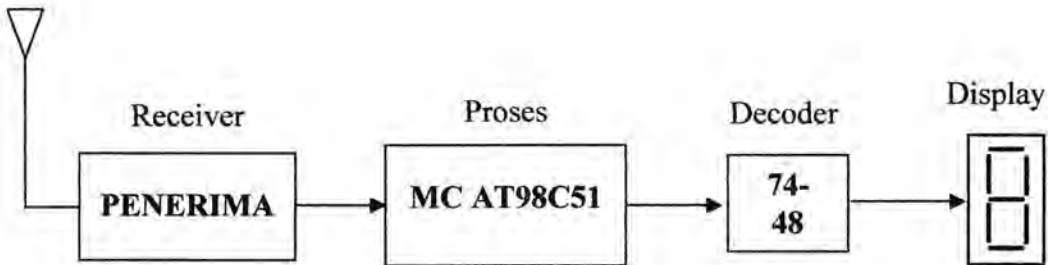 Receiver
Proses
Decoder
Display
PENERIMA
MC AT98C51
74-
48